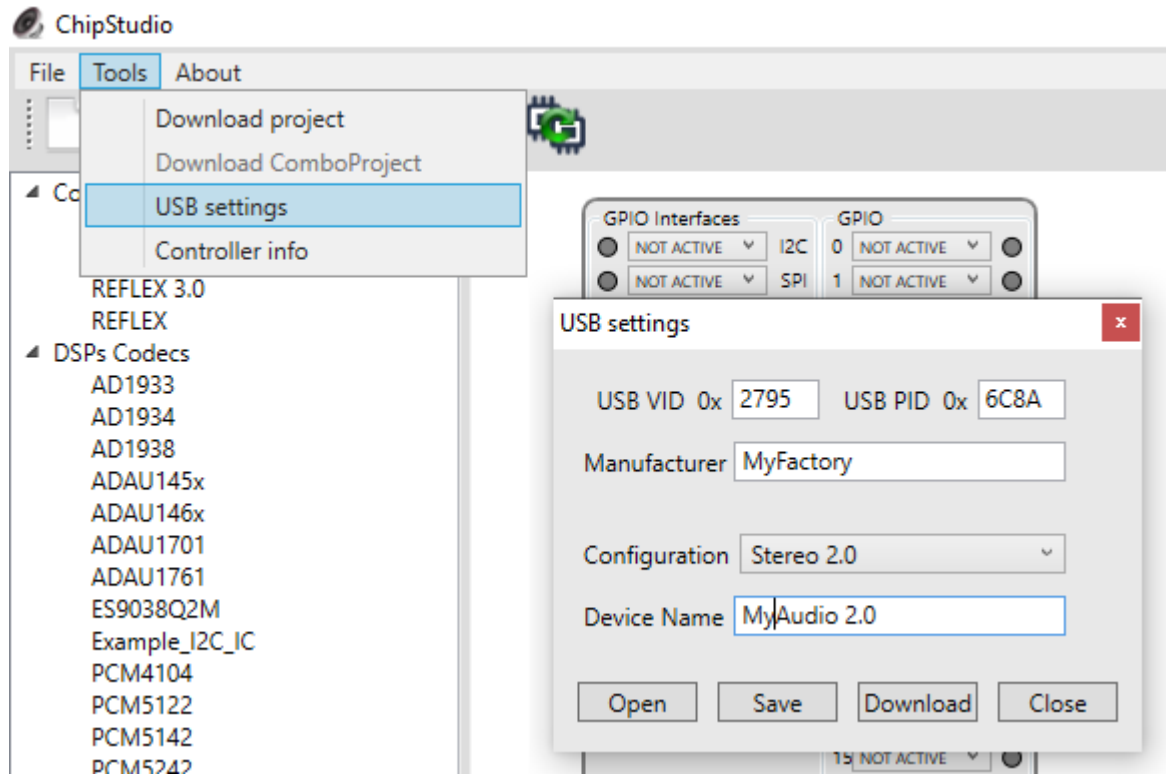 ChipStudio
File Tools About
Download project
Download ComboProject
USB settings
Controller info
Co
REFLEX 3.0
REFLEX
DSPs Codecs
AD1933
AD1934
AD1938
ADAU145x
ADAU146x
ADAU1701
ADAU1761
ES9038Q2M
Example_I2C_IC
PCM4104
PCM5122
PCM5142
PCM5242
GPIO Interfaces GPIO
NOT ACTIVE I2C 0 NOT ACTIVE
NOT ACTIVE SPI 1 NOT ACTIVE
USB settings x
USB VID 0x 2795 USB PID 0x 6C8A
Manufacturer MyFactory
Configuration Stereo 2.0
Device Name MyAudio 2.0
Open Save Download Close
15 NOT ACTIVE